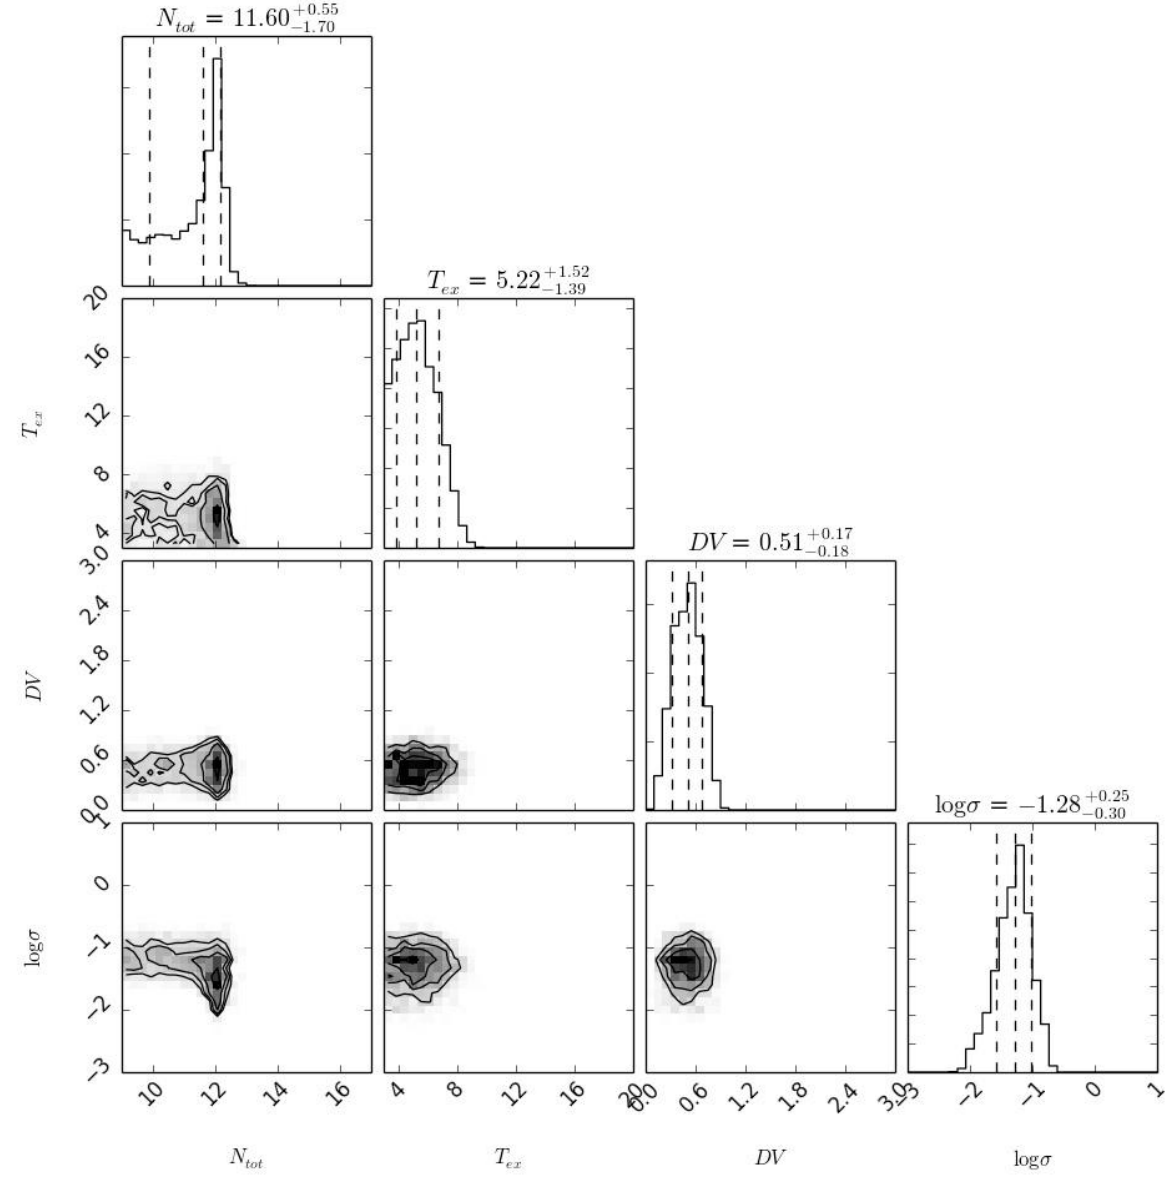 N_tot = 11.60 +0.55 −1.70
T_ex = 5.22 +1.52 −1.39
20
16
12
8
4
T_ex
DV = 0.51 +0.17 −0.18
3.0
2.4
1.8
1.2
0.6
0.0
DV
logσ = −1.28 +0.25 −0.30
1
0
−1
−2
−3
logσ
10 12 14 16
4 8 12 16 20
0.0 0.6 1.2 1.8 2.4 3.0
−3 −2 −1 0 1
N_tot
T_ex
DV
logσ